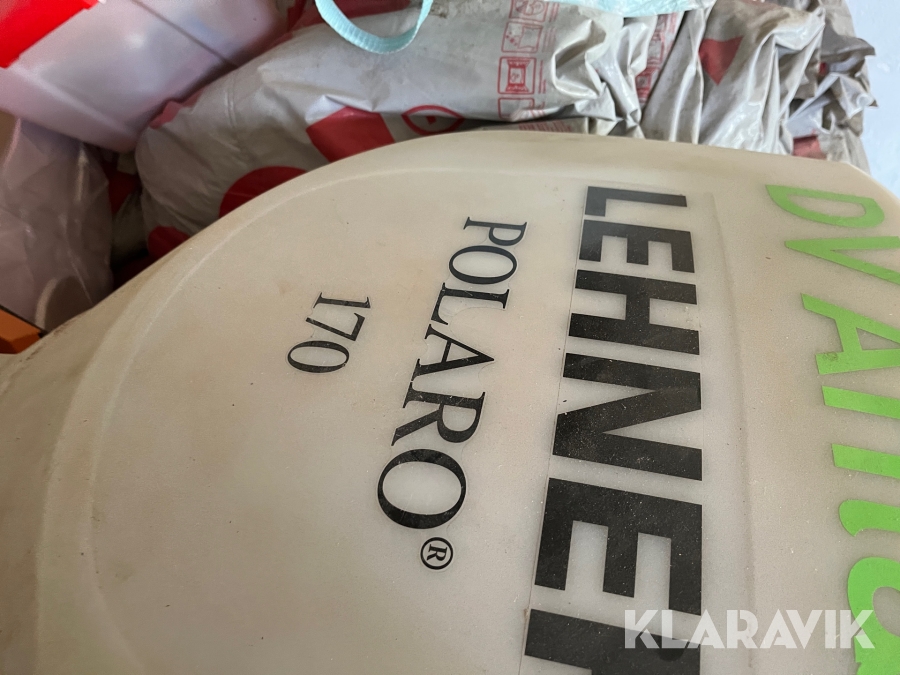 LEHNER
POLARO®
170
KLARAVIK